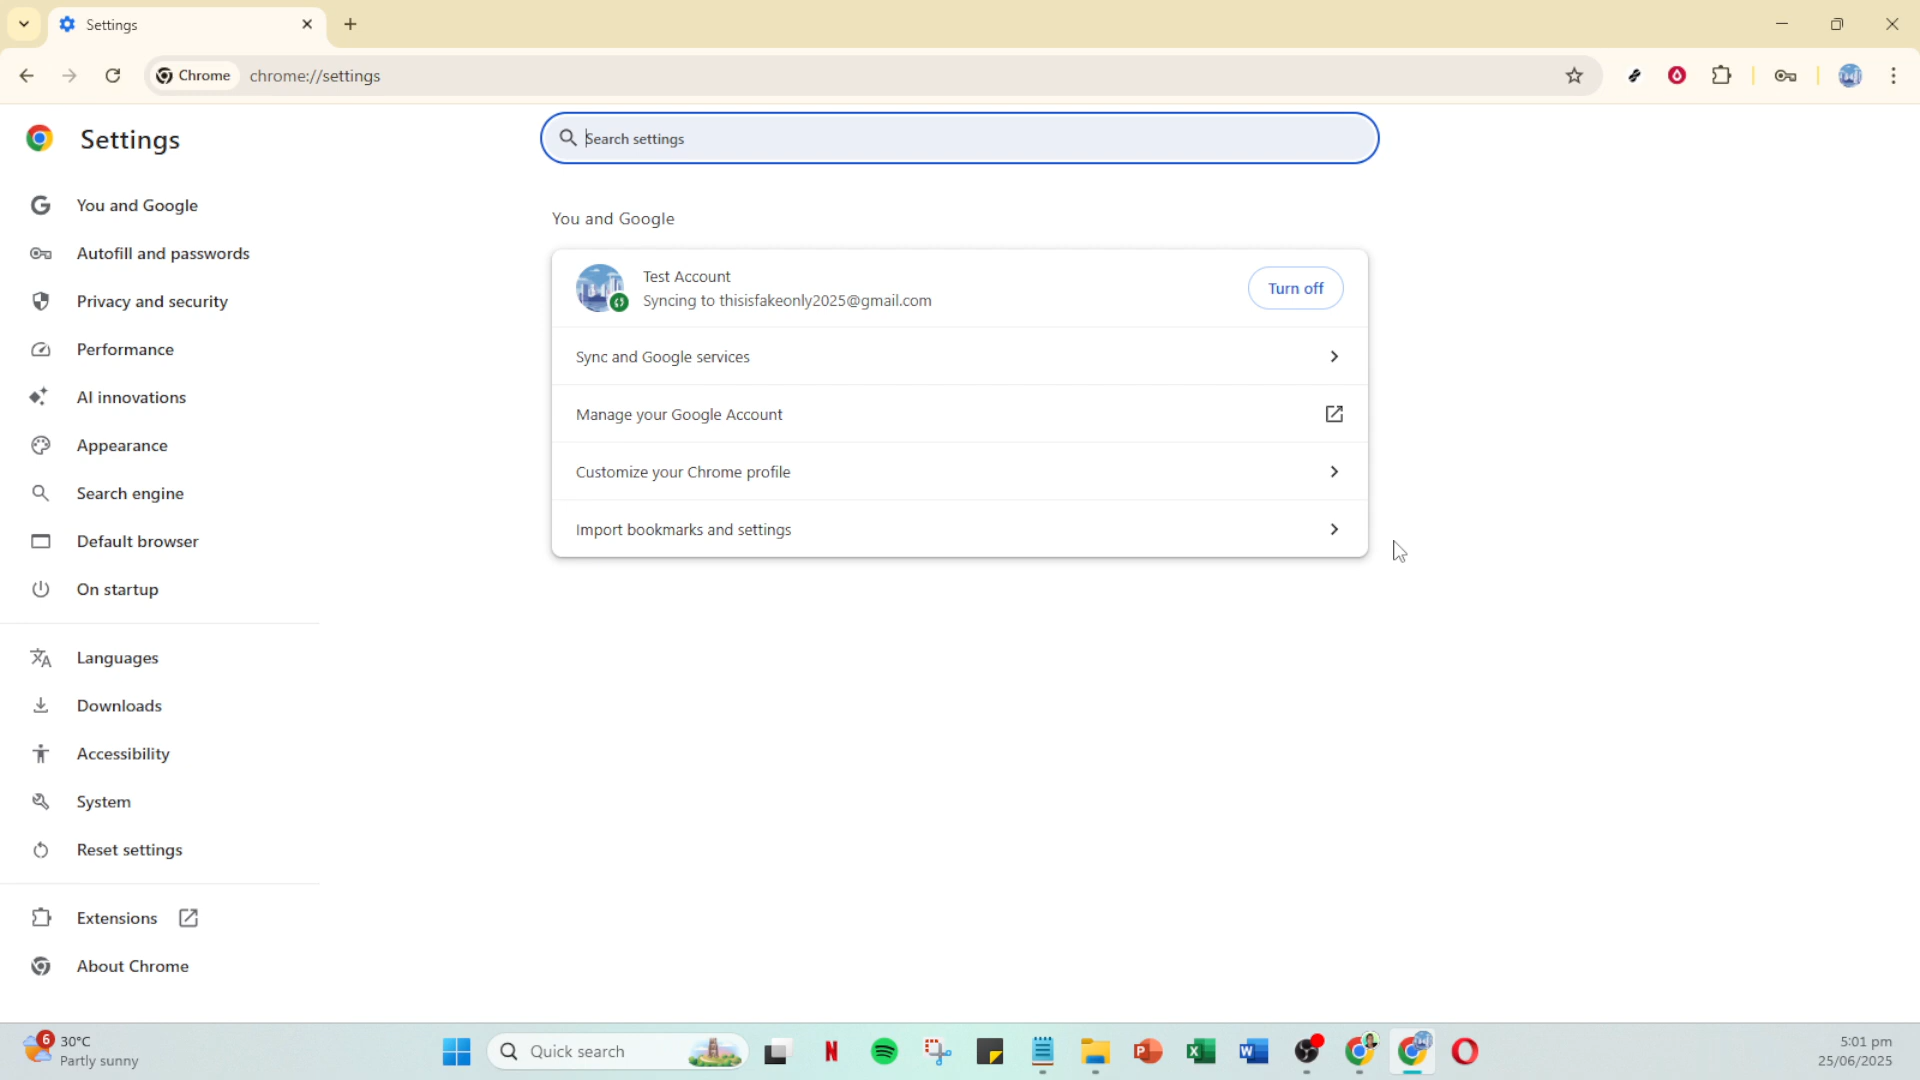 Settings
Chrome
chrome://settings
Settings
Search settings
You and Google
Autofill and passwords
Privacy and security
Performance
AI innovations
Appearance
Search engine
Default browser
On startup
Languages
Downloads
Accessibility
System
Reset settings
Extensions
About Chrome
You and Google
Test Account
Syncing to thisisfakeonly2025@gmail.com
Turn off
Sync and Google services
Manage your Google Account
Customize your Chrome profile
Import bookmarks and settings
6
30°C
Partly sunny
Quick search
5:01 pm
25/06/2025